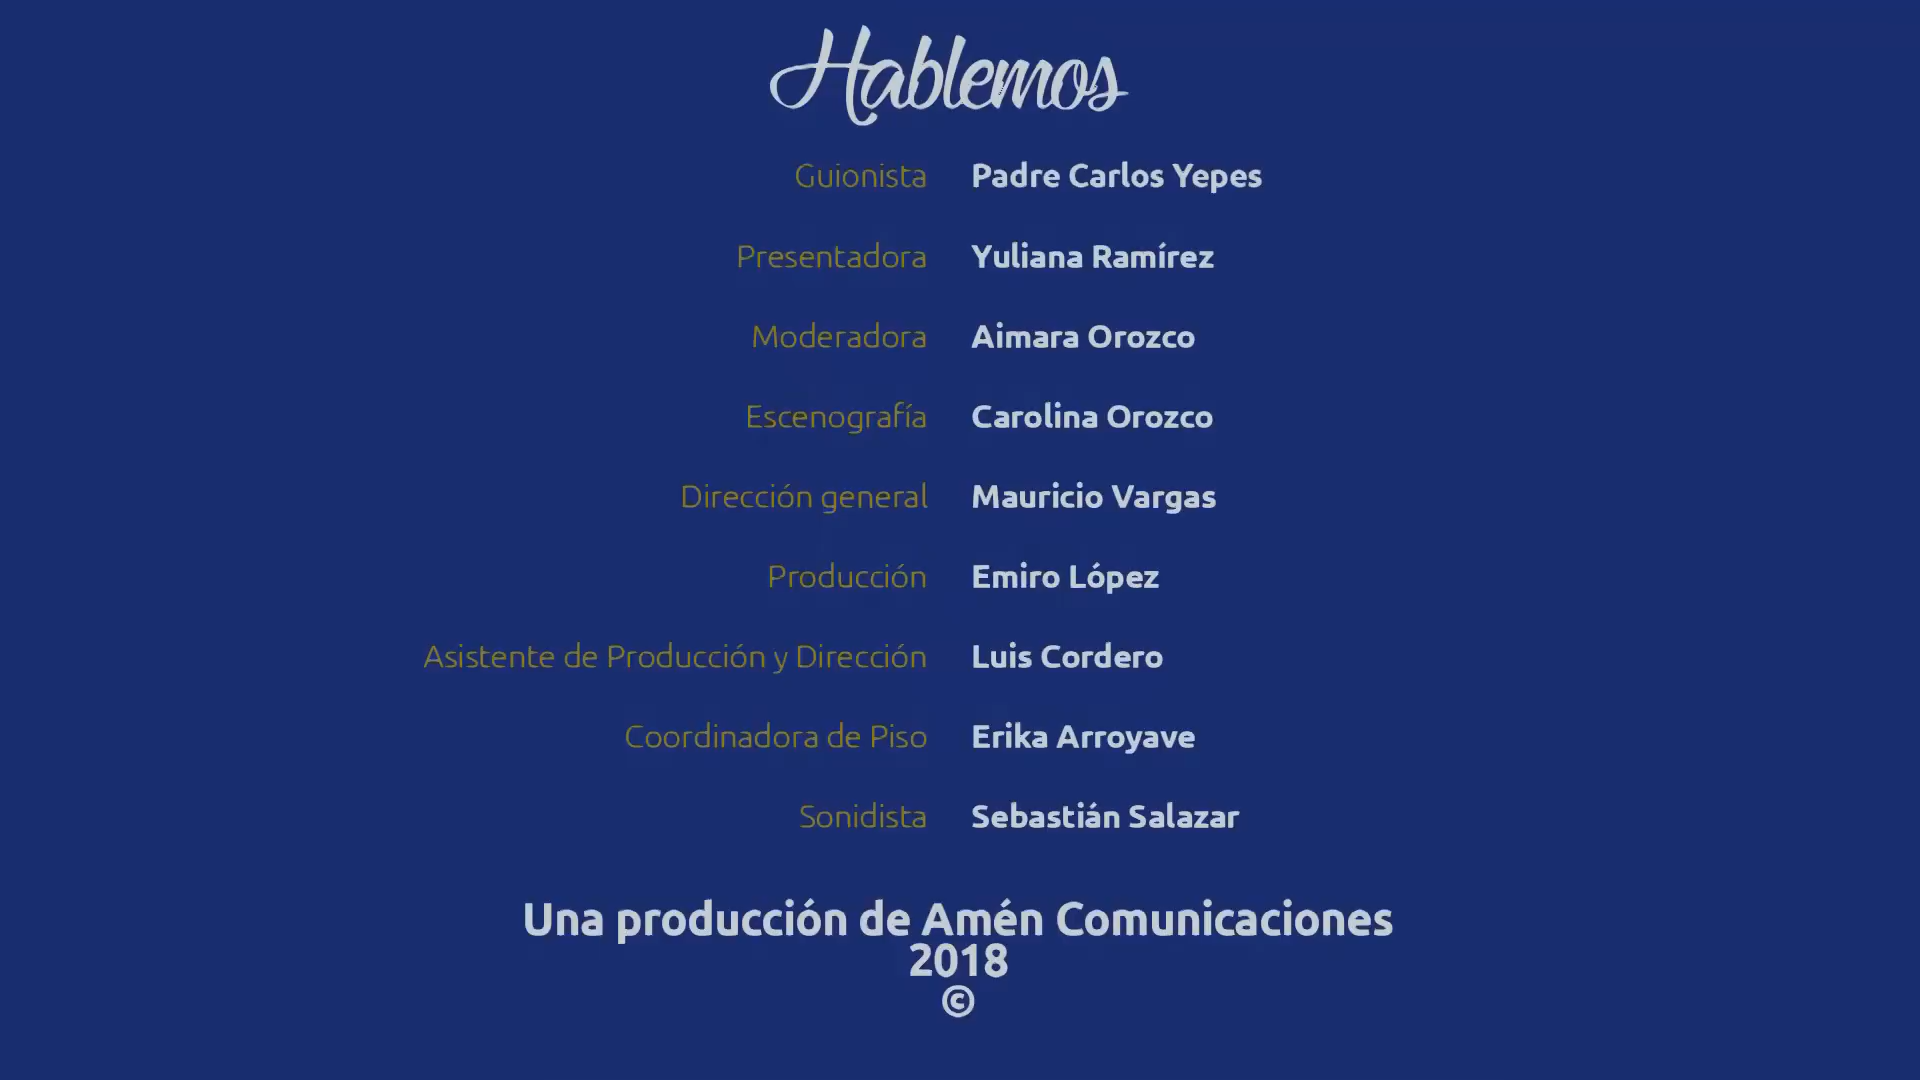 Hablemos
Guionista Padre Carlos Yepes
Presentadora Yuliana Ramírez
Moderadora Aimara Orozco
Escenografía Carolina Orozco
Dirección general Mauricio Vargas
Producción Emiro López
Asistente de Producción y Dirección Luis Cordero
Coordinadora de Piso Erika Arroyave
Sonidista Sebastián Salazar
Una producción de Amén Comunicaciones
2018
©